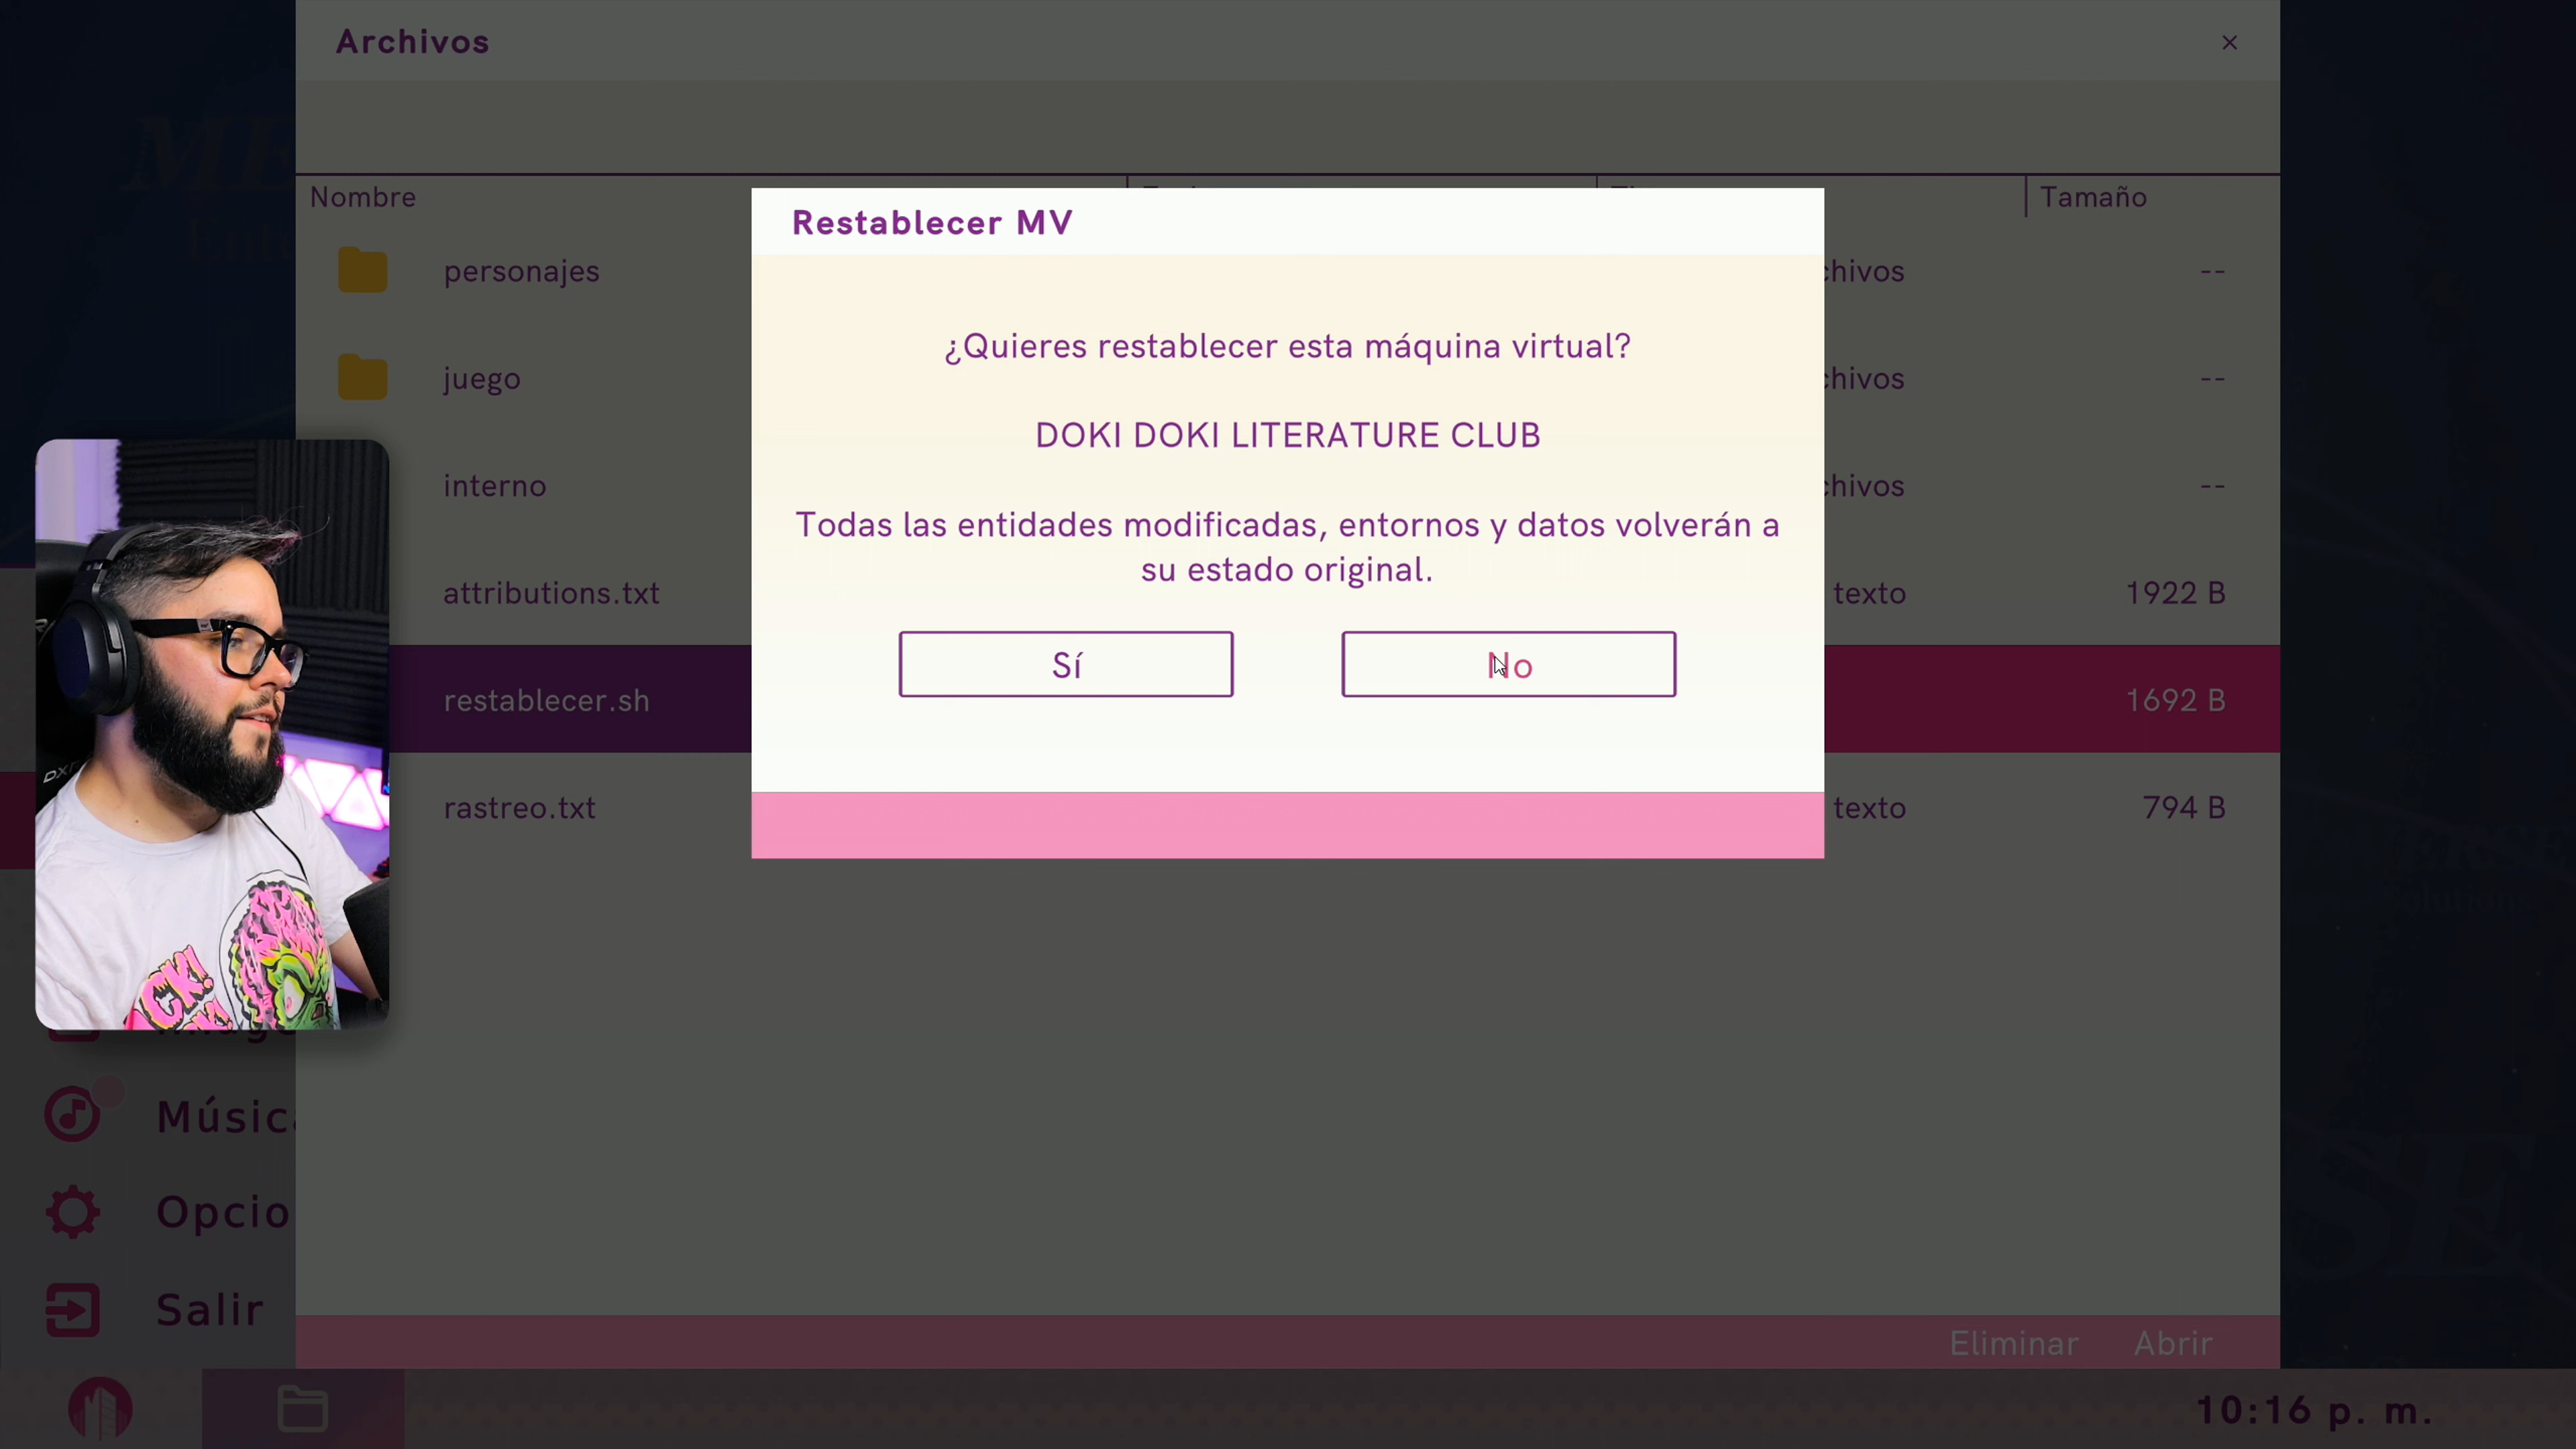 Archivos
×
Nombre
Tamaño
Restablecer MV
personajes
chivos
--
¿Quieres restablecer esta máquina virtual?
juego
chivos
--
DOKI DOKI LITERATURE CLUB
interno
chivos
--
Todas las entidades modificadas, entornos y datos volverán a
su estado original.
attributions.txt
texto
1922 B
Sí
No
restablecer.sh
1692 B
rastreo.txt
texto
794 B
Música
Opcio
Salir
Eliminar
Abrir
10:16 p. m.